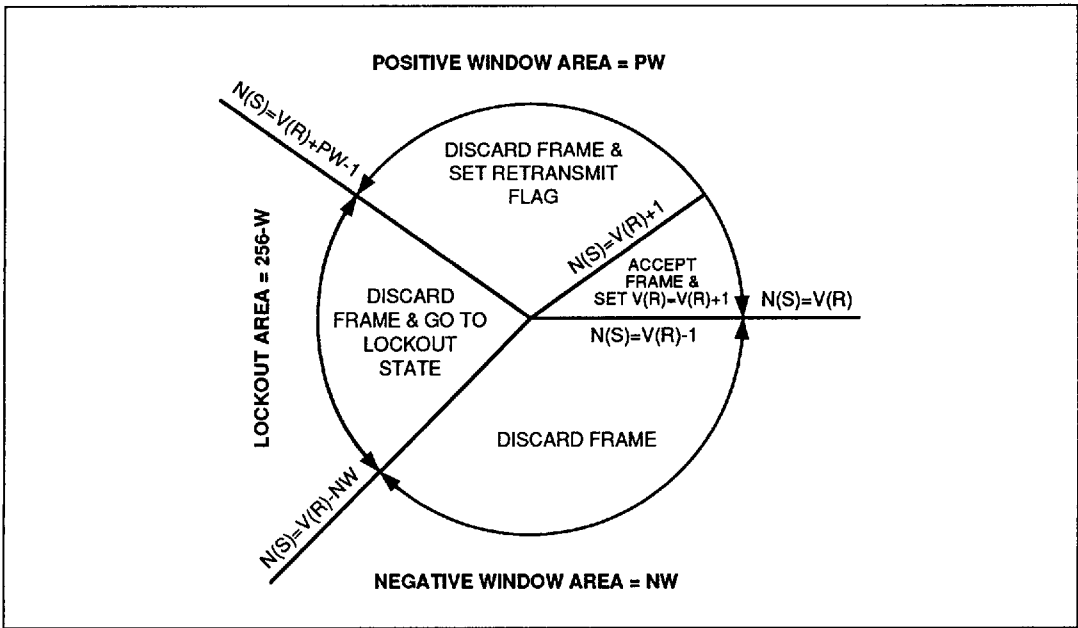 POSITIVE WINDOW AREA = PW
N(S)=V(R)+PW-1
DISCARD FRAME &
SET RETRANSMIT
FLAG
N(S)=V(R)+1
ACCEPT
FRAME &
SET V(R)=V(R)+1
N(S)=V(R)
N(S)=V(R)-1
LOCKOUT AREA = 256-W
DISCARD
FRAME & GO TO
LOCKOUT
STATE
DISCARD FRAME
N(S)=V(R)-NW
NEGATIVE WINDOW AREA = NW